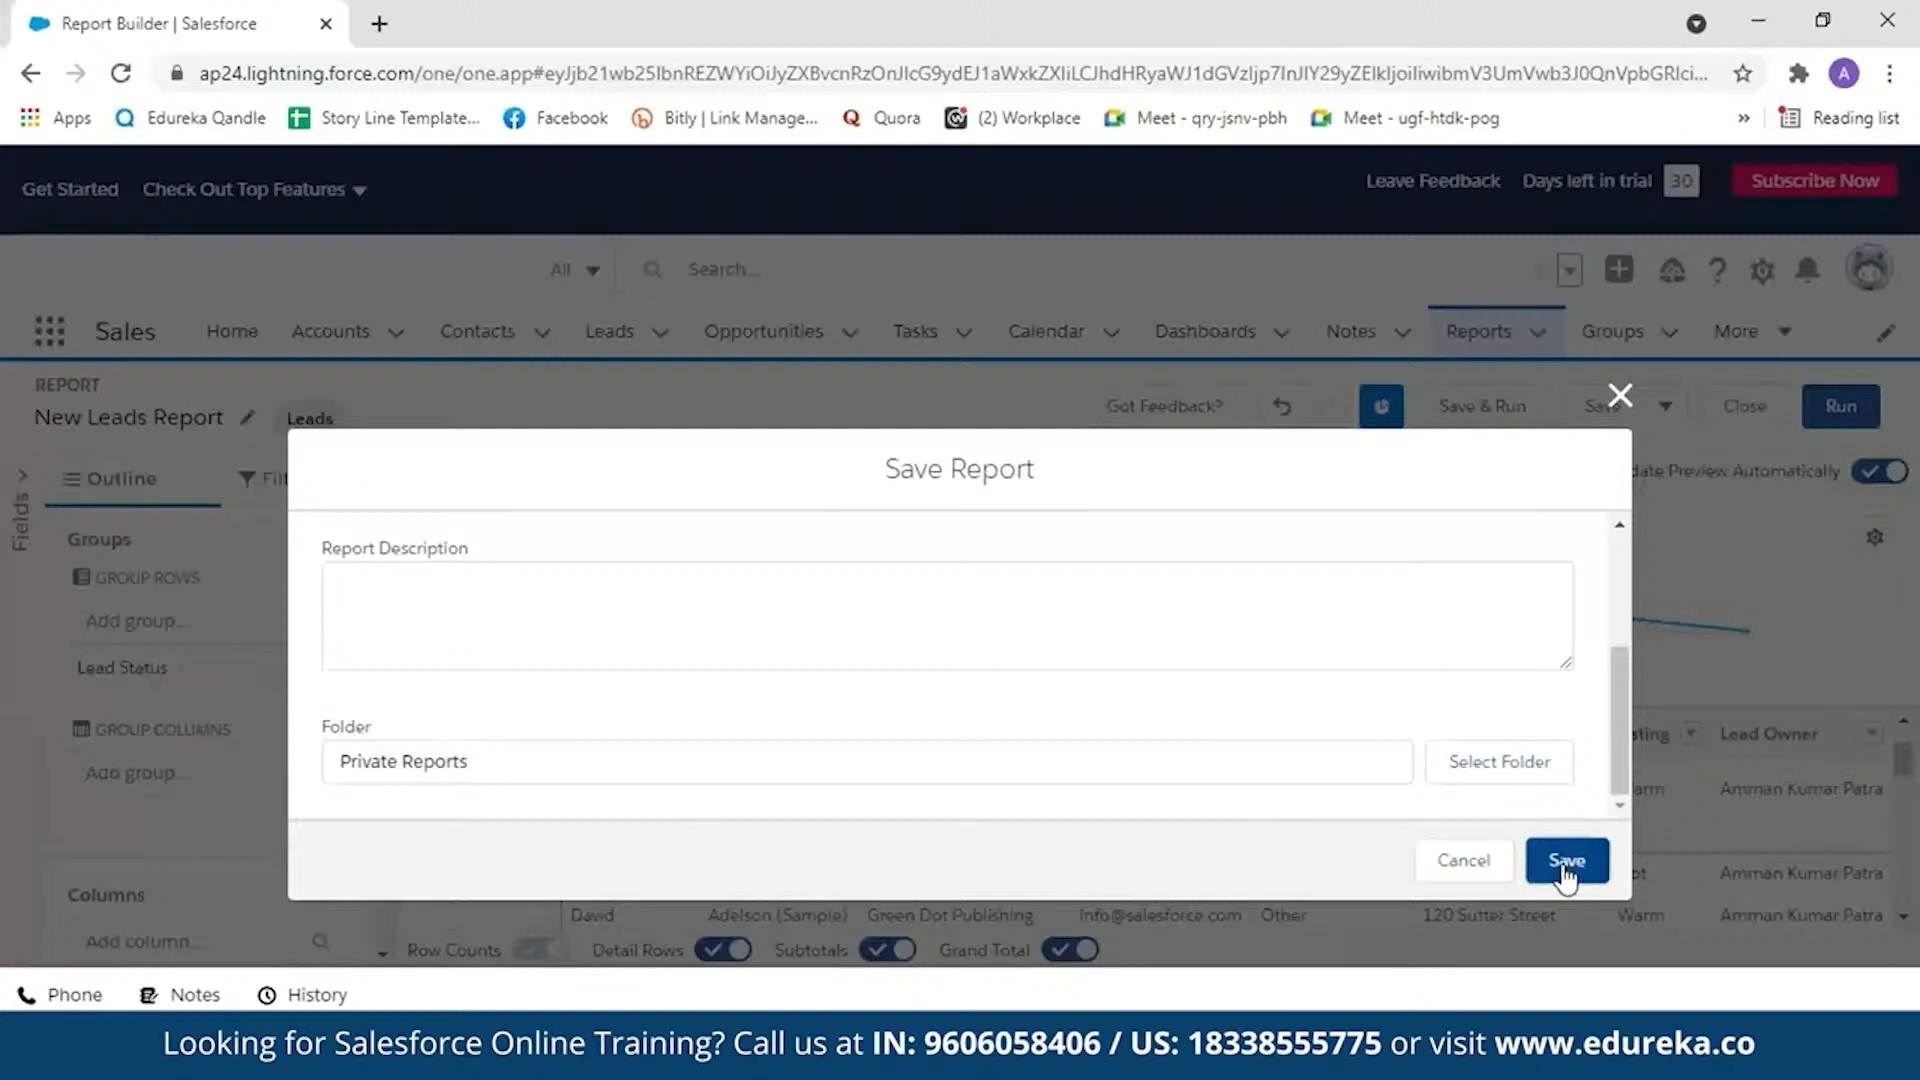 Report Builder | Salesforce
ap24.lightning.force.com/one/one.app#eyJjb21wb25lbnREZWYiOiJyZXBvcnRzOnJlcG9ydEJ1aWxkZXIiLCJhdHRyaWJ1dGVzIjp7InJlY29yZElkIjoiIiwibmV3UmVwb3J0QnVpbGRlci...
A
Apps
Edureka Qandle
Story Line Template...
Facebook
Bitly | Link Manage...
Quora
(2) Workplace
Meet - qry-jsnv-pbh
Meet - ugf-htdk-pog
»
Reading list
Get Started
Check Out Top Features
Leave Feedback
Days left in trial
30
Subscribe Now
All
Search...
Sales
Home
Accounts
Contacts
Leads
Opportunities
Tasks
Calendar
Dashboards
Notes
Reports
Groups
More
REPORT
New Leads Report
Leads
Got Feedback?
Save & Run
Save
Close
Run
Fields
Outline
Filt
date Preview Automatically
Save Report
Groups
GROUP ROWS
Add group...
Lead Status
GROUP COLUMNS
Add group...
Columns
Add column...
Report Description
Folder
Private Reports
Select Folder
Cancel
Save
ating
Lead Owner
arm
Amman Kumar Patra
ot
Amman Kumar Patra
David
Adelson (Sample)
Green Dot Publishing
info@salesforce.com
Other
120 Sutter Street
Warm
Amman Kumar Patra
Row Counts
Detail Rows
Subtotals
Grand Total
Phone
Notes
History
Looking for Salesforce Online Training? Call us at IN: 9606058406 / US: 18338555775 or visit www.edureka.co